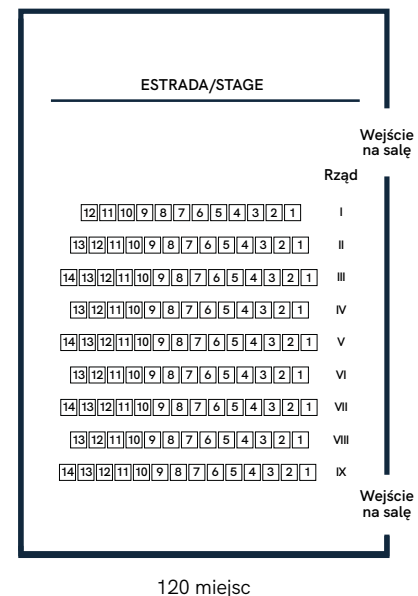 ESTRADA/STAGE
Wejście
na salę
Rząd
12 11 10 9 8 7 6 5 4 3 2 1 I
13 12 11 10 9 8 7 6 5 4 3 2 1 II
14 13 12 11 10 9 8 7 6 5 4 3 2 1 III
13 12 11 10 9 8 7 6 5 4 3 2 1 IV
14 13 12 11 10 9 8 7 6 5 4 3 2 1 V
13 12 11 10 9 8 7 6 5 4 3 2 1 VI
14 13 12 11 10 9 8 7 6 5 4 3 2 1 VII
13 12 11 10 9 8 7 6 5 4 3 2 1 VIII
14 13 12 11 10 9 8 7 6 5 4 3 2 1 IX
Wejście
na salę
120 miejsc